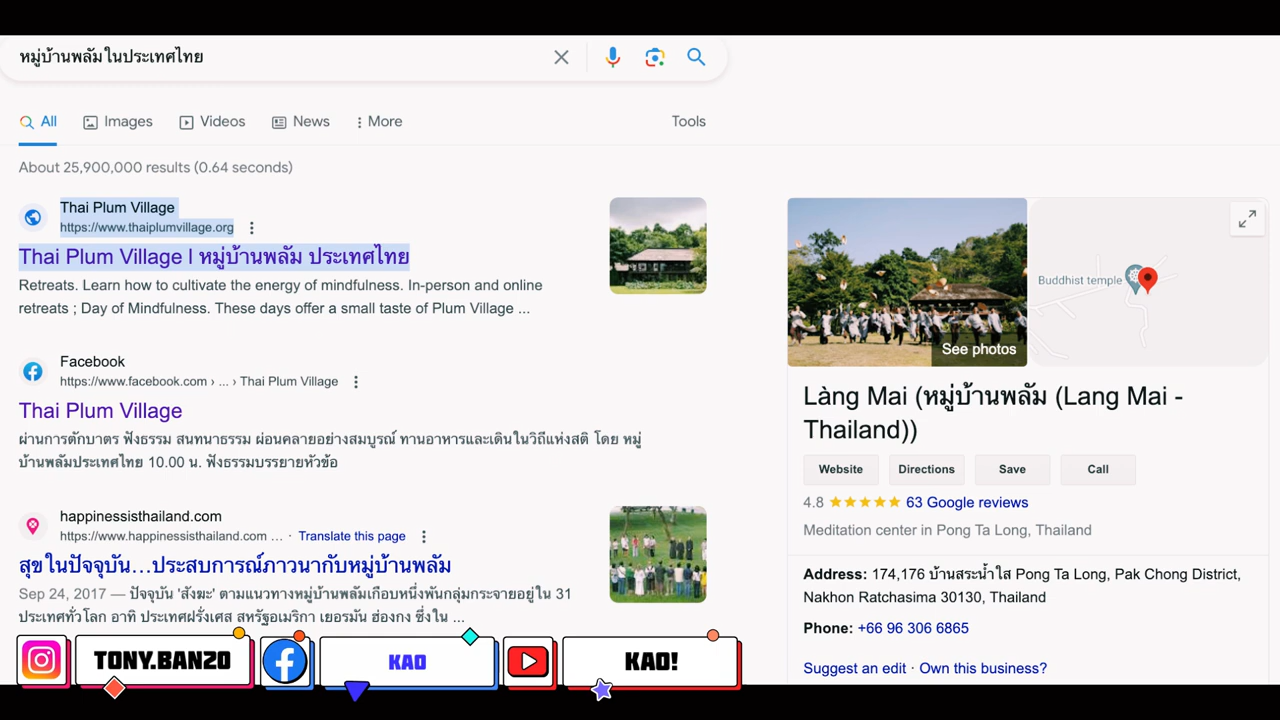 หมู่บ้านพลัมในประเทศไทย
All
Images
Videos
News
More
Tools
About 25,900,000 results (0.64 seconds)
Thai Plum Village
https://www.thaiplumvillage.org
Thai Plum Village l หมู่บ้านพลัม ประเทศไทย
Retreats. Learn how to cultivate the energy of mindfulness. In-person and online
retreats ; Day of Mindfulness. These days offer a small taste of Plum Village ...
Facebook
https://www.facebook.com › ... › Thai Plum Village
Thai Plum Village
ผ่านการตักบาตร ฟังธรรม สนทนาธรรม ผ่อนคลายอย่างสมบูรณ์ ทานอาหารและเดินในวิถีแห่งสติ โดย หมู่
บ้านพลัมประเทศไทย 10.00 น. ฟังธรรมบรรยายหัวข้อ
happinessisthailand.com
https://www.happinessisthailand.com ... · Translate this page
สุขในปัจจุบัน…ประสบการณ์ภาวนากับหมู่บ้านพลัม
Sep 24, 2017 — ปัจจุบัน 'สังฆะ' ตามแนวทางหมู่บ้านพลัมเกือบหนึ่งพันกลุ่มกระจายอยู่ใน 31
ประเทศทั่วโลก อาทิ ประเทศฝรั่งเศส สหรัฐอเมริกา เยอรมัน ฮ่องกง ซึ่งใน ...
See photos
Buddhist temple
Làng Mai (หมู่บ้านพลัม (Lang Mai -
Thailand))
Website
Directions
Save
Call
4.8 63 Google reviews
Meditation center in Pong Ta Long, Thailand
Address: 174,176 บ้านสระน้ำใส Pong Ta Long, Pak Chong District,
Nakhon Ratchasima 30130, Thailand
Phone: +66 96 306 6865
Suggest an edit · Own this business?
TONY.BANZO
KAO
KAO!